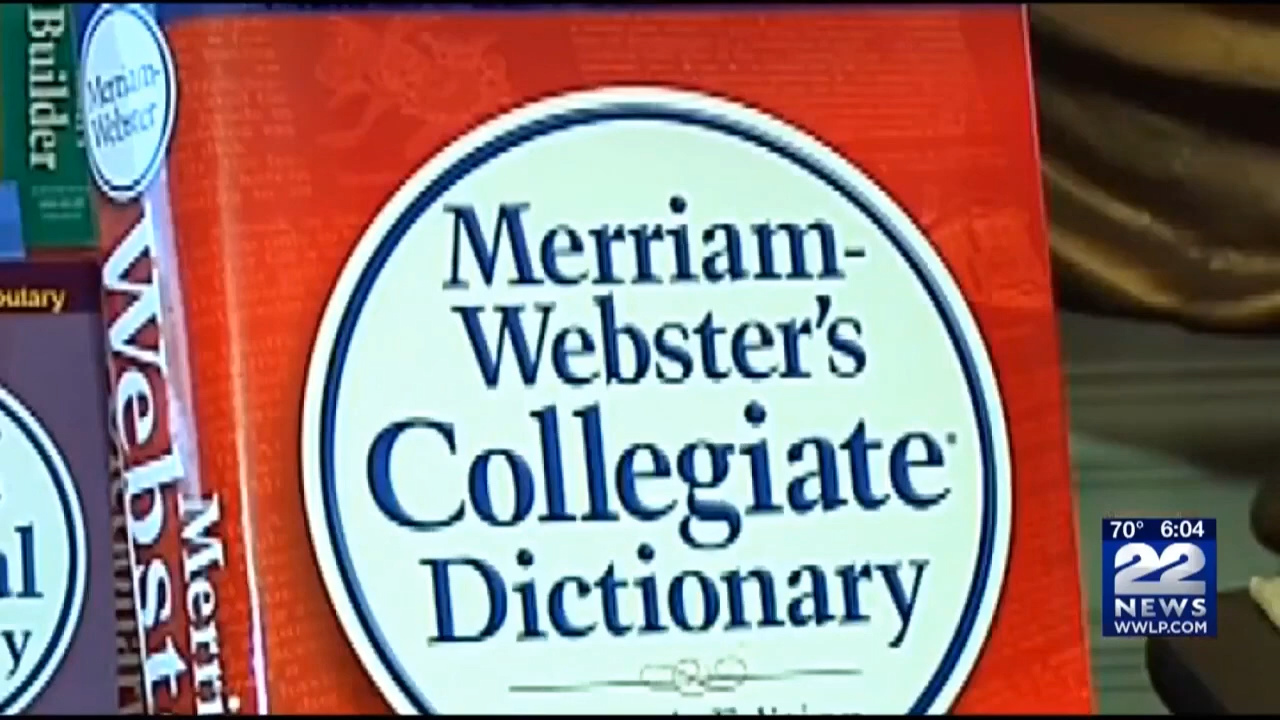 Builder
Merriam-
Webster
Webst
Merri
bulary
al
y
Merriam-
Webster's
Collegiate®
Dictionary
70° 6:04
22
NEWS
WWLP.COM